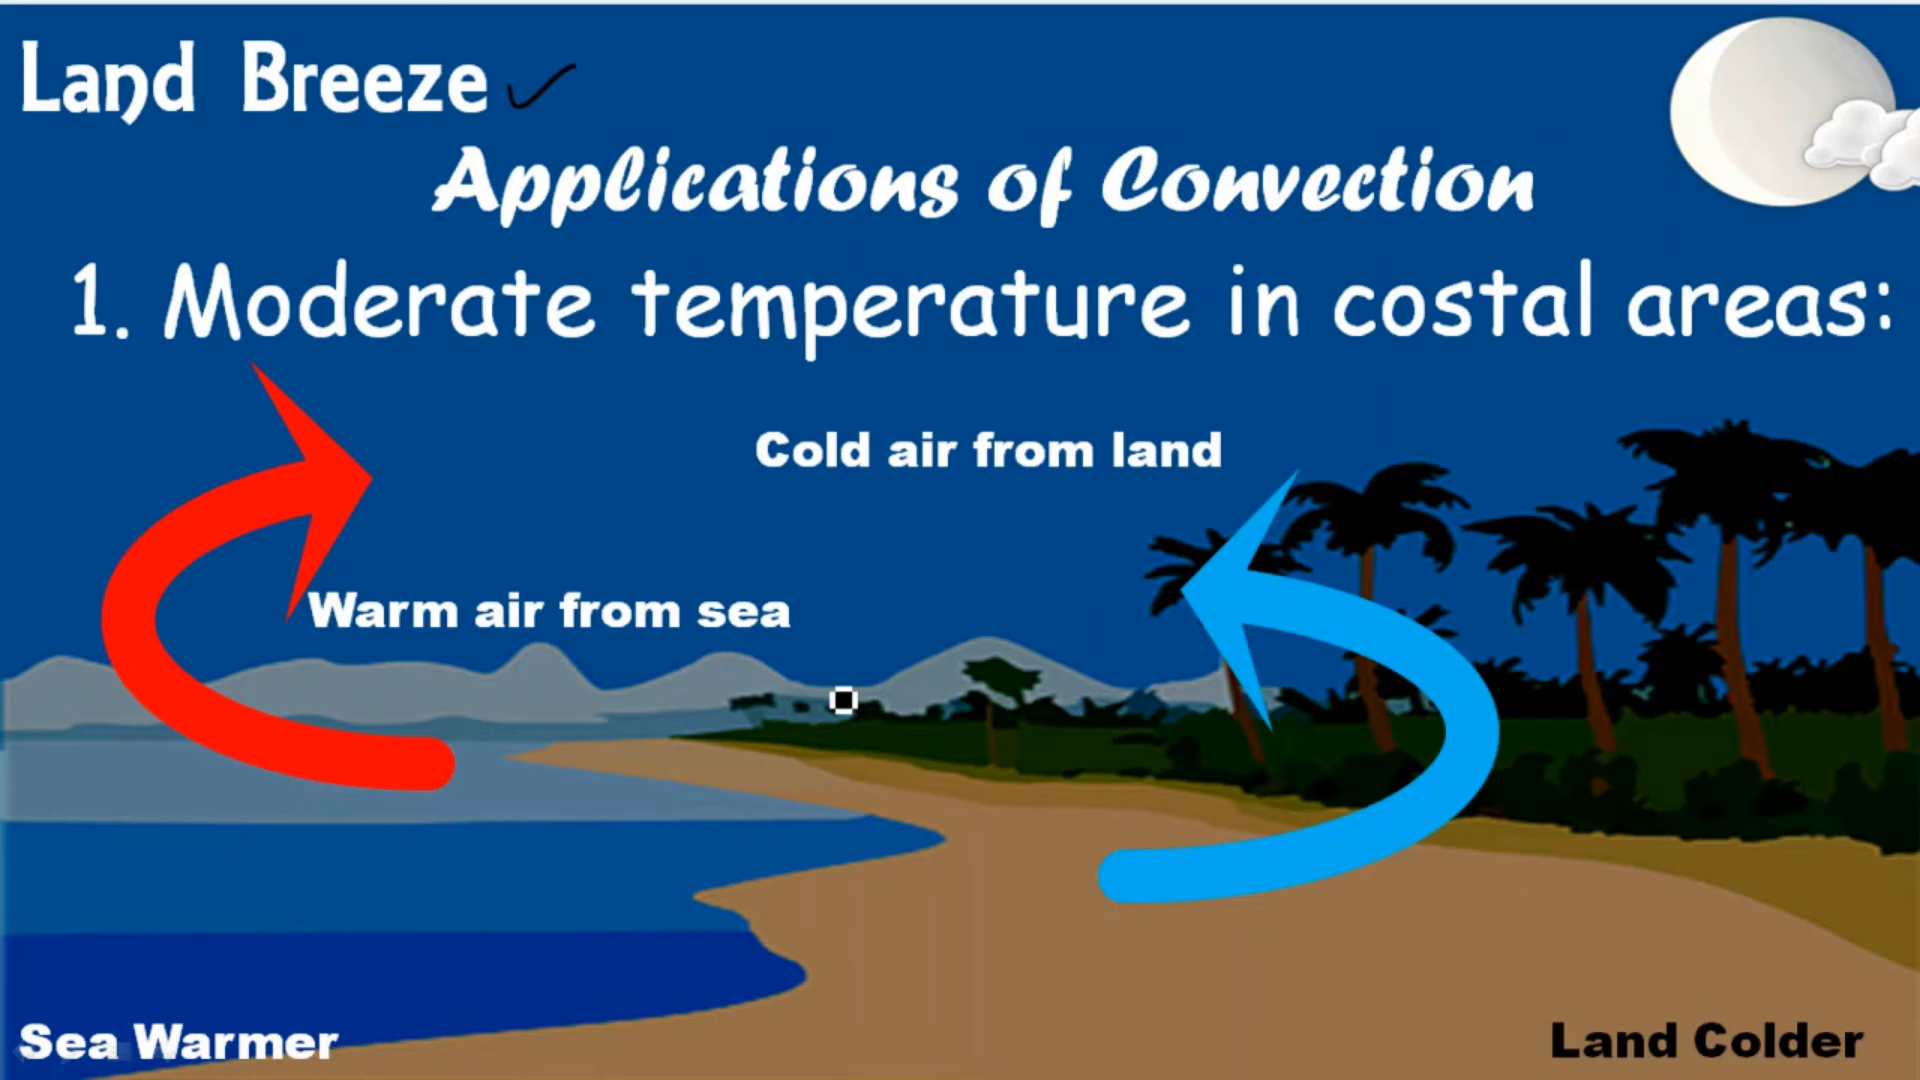 Land Breeze
Applications of Convection
1. Moderate temperature in costal areas:
Cold air from land
Warm air from sea
Sea Warmer
Land Colder